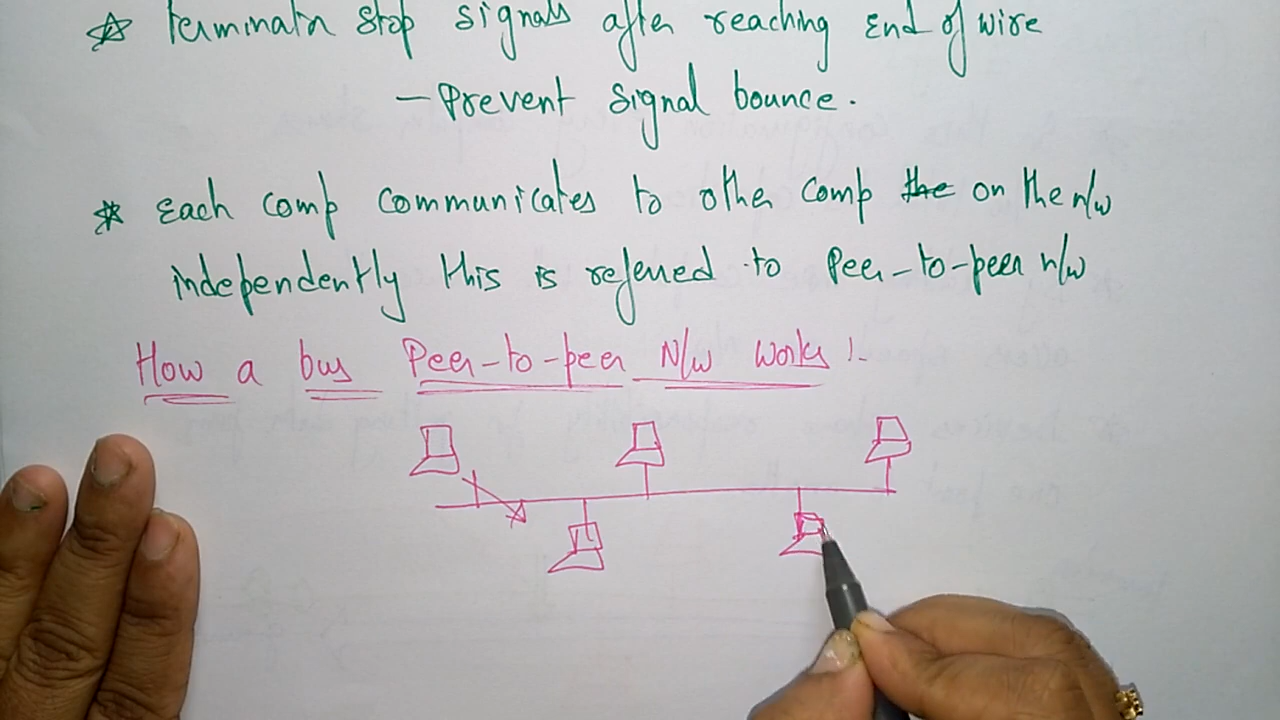 ☆ Terminatn stop signals after reaching End of wire
– Prevent signal bounce.
☆ Each comp communicates to other comp the on the n/w
independently this is referred to Peer-to-peer n/w
How a bus Peer-to-peer N/w works :-